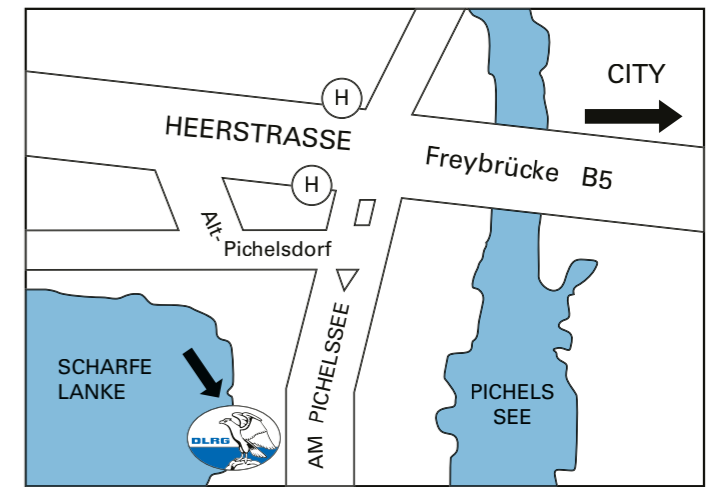 CITY
H
HEERSTRASSE
Freybrücke B5
H
Alt-
Pichelsdorf
AM PICHELSSEE
SCHARFE
LANKE
PICHELS
SEE
DLRG